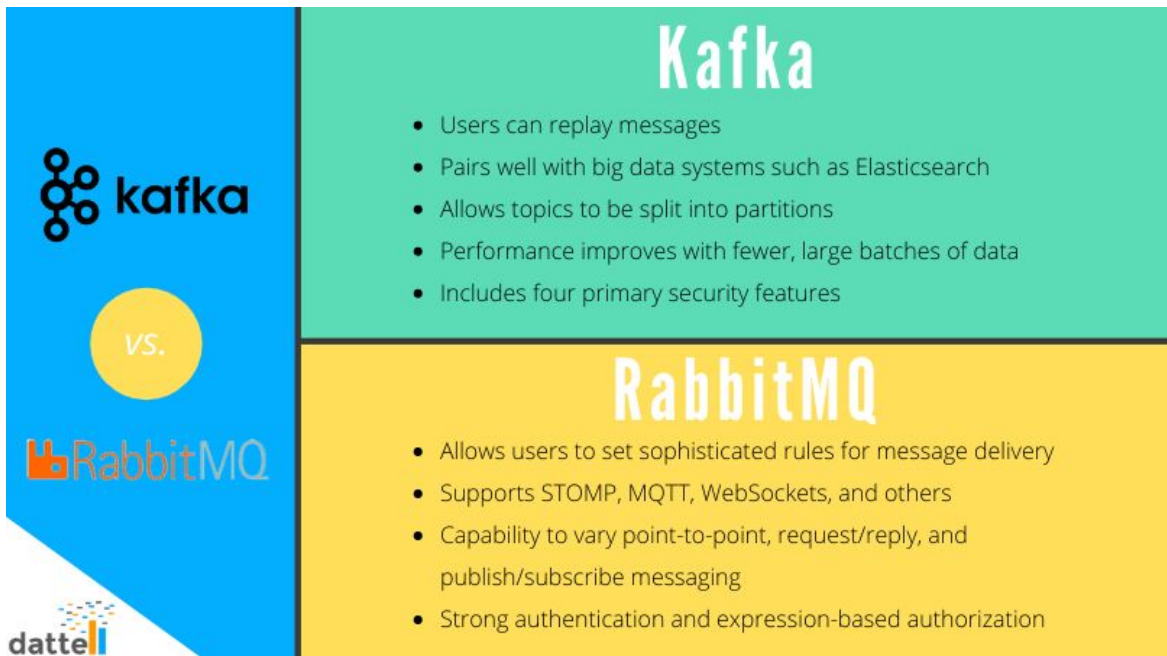 kafka
vs.
RabbitMQ
dattell
Kafka
• Users can replay messages
• Pairs well with big data systems such as Elasticsearch
• Allows topics to be split into partitions
• Performance improves with fewer, large batches of data
• Includes four primary security features
RabbitMQ
• Allows users to set sophisticated rules for message delivery
• Supports STOMP, MQTT, WebSockets, and others
• Capability to vary point-to-point, request/reply, and
publish/subscribe messaging
• Strong authentication and expression-based authorization